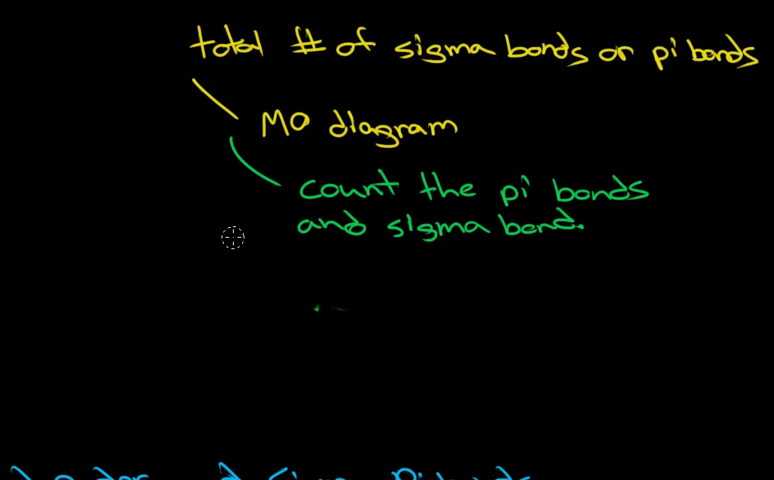 total # of sigma bonds or pi bonds
MO diagram
count the pi bonds
and sigma bond.